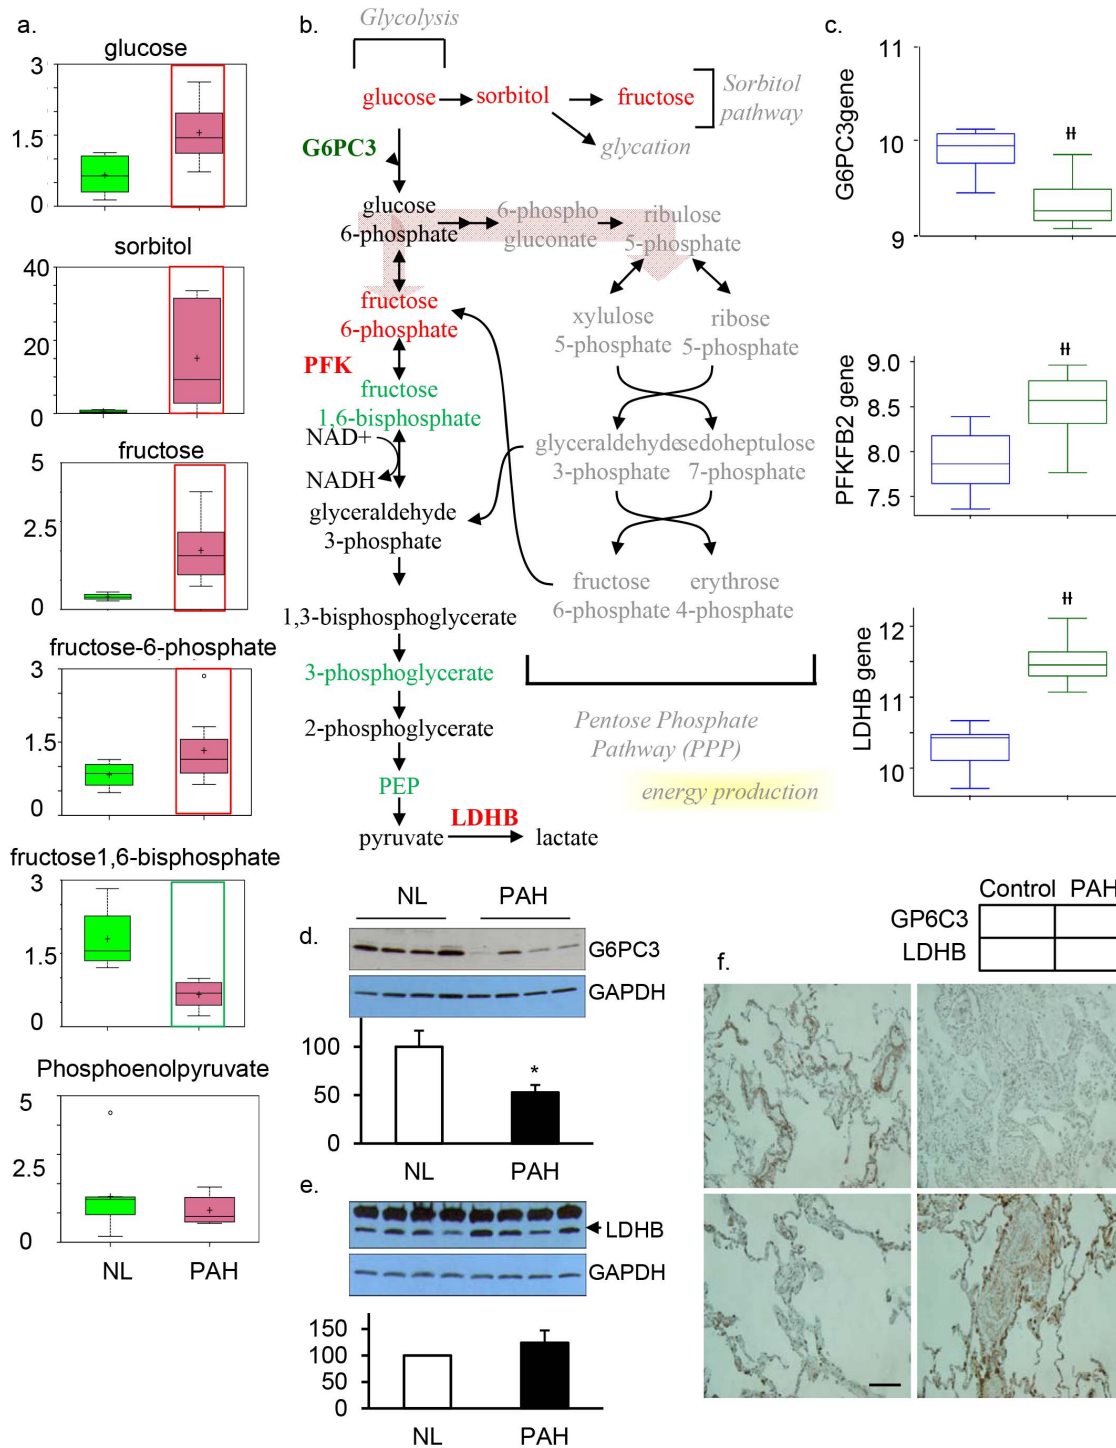 a.
glucose
3
1.5
0
sorbitol
40
20
0
fructose
5
2.5
0
fructose-6-phosphate
3
1.5
0
fructose1,6-bisphosphate
3
1.5
0
Phosphoenolpyruvate
5
2.5
0
NL PAH
b.
Glycolysis
glucose sorbitol fructose
Sorbitol
pathway
glycation
G6PC3
glucose
6-phosphate
6-phospho
gluconate
ribulose
5-phosphate
fructose
6-phosphate
xylulose
5-phosphate
ribose
5-phosphate
PFK
fructose
1,6-bisphosphate
NAD+
NADH
glyceraldehyde
3-phosphate
sedoheptulose
7-phosphate
glyceraldehyde
3-phosphate
fructose
6-phosphate
erythrose
4-phosphate
1,3-bisphosphoglycerate
3-phosphoglycerate
2-phosphoglycerate
Pentose Phosphate
Pathway (PPP)
energy production
PEP
pyruvate LDHB lactate
c.
G6PC3gene
11
10
9
ⱡⱡ
PFKFB2 gene
9.0
8.5
8.0
7.5
ⱡⱡ
LDHB gene
12
11
10
ⱡⱡ
d.
NL PAH
G6PC3
GAPDH
100
50
0
*
NL PAH
e.
LDHB
GAPDH
150
100
50
0
NL PAH
f.
Control PAH
GP6C3
LDHB